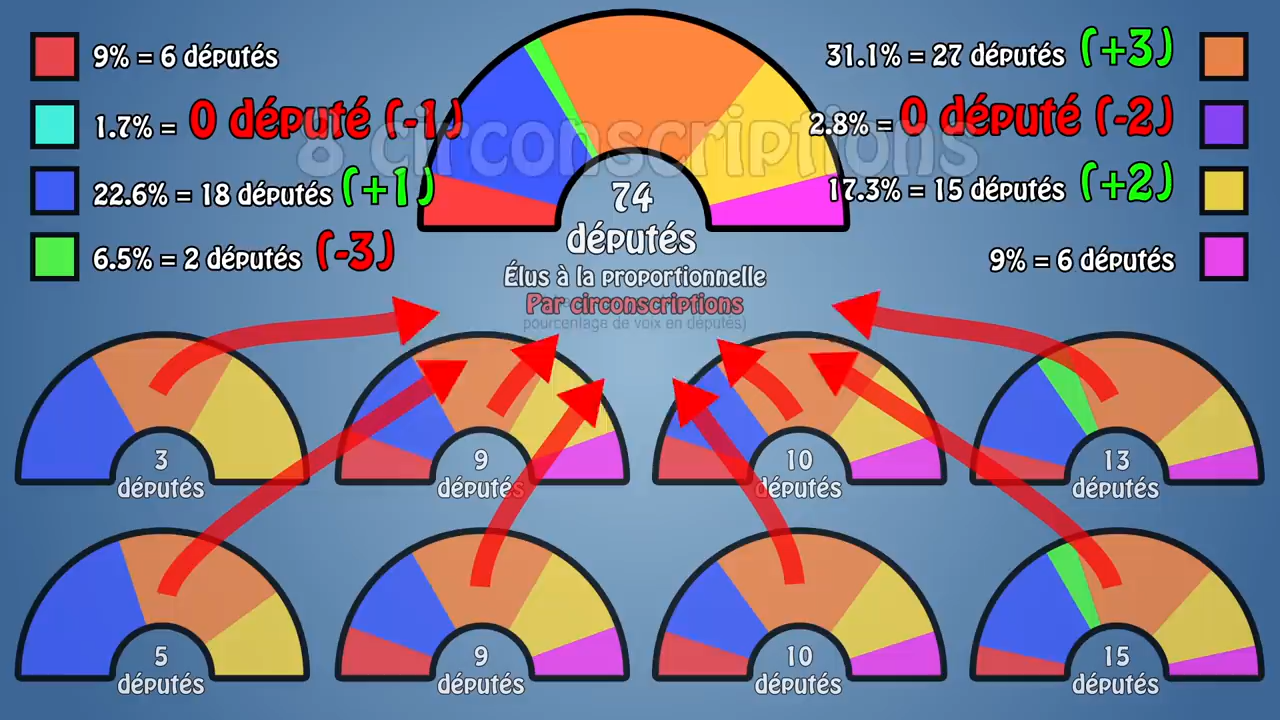 9% = 6 députés
1.7% = 0 député (-1)
22.6% = 18 députés (+1)
6.5% = 2 députés (-3)
8 circonscriptions
31.1% = 27 députés (+3)
2.8% = 0 député (-2)
17.3% = 15 députés (+2)
9% = 6 députés
74
députés
Élus à la proportionnelle
Par circonscriptions
pourcentage de voix en députés)
3
députés
9
députés
10
députés
13
députés
5
députés
9
députés
10
députés
15
députés